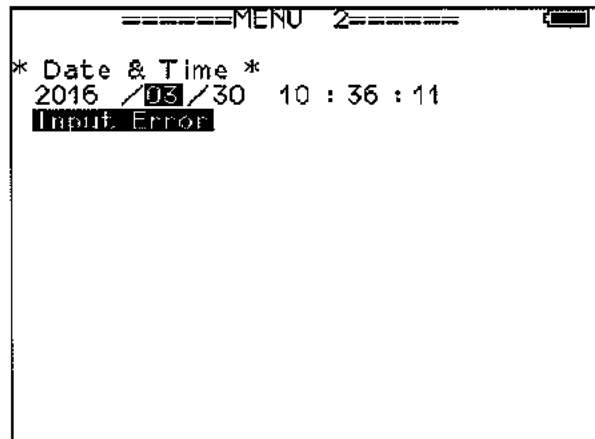 ======MENU 2======
* Date & Time *
2016 /03/30 10 : 36 : 11
Input Error